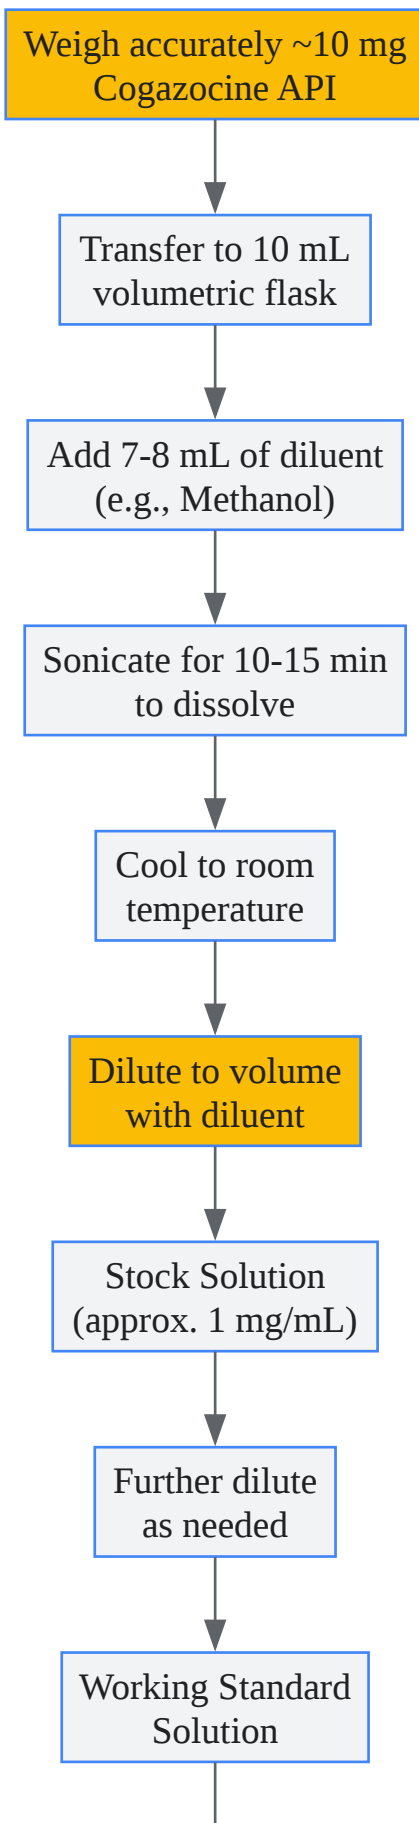 Weigh accurately ~10 mg
Cogazocine API
Transfer to 10 mL
volumetric flask
Add 7-8 mL of diluent
(e.g., Methanol)
Sonicate for 10-15 min
to dissolve
Cool to room
temperature
Dilute to volume
with diluent
Stock Solution
(approx. 1 mg/mL)
Further dilute
as needed
Working Standard
Solution